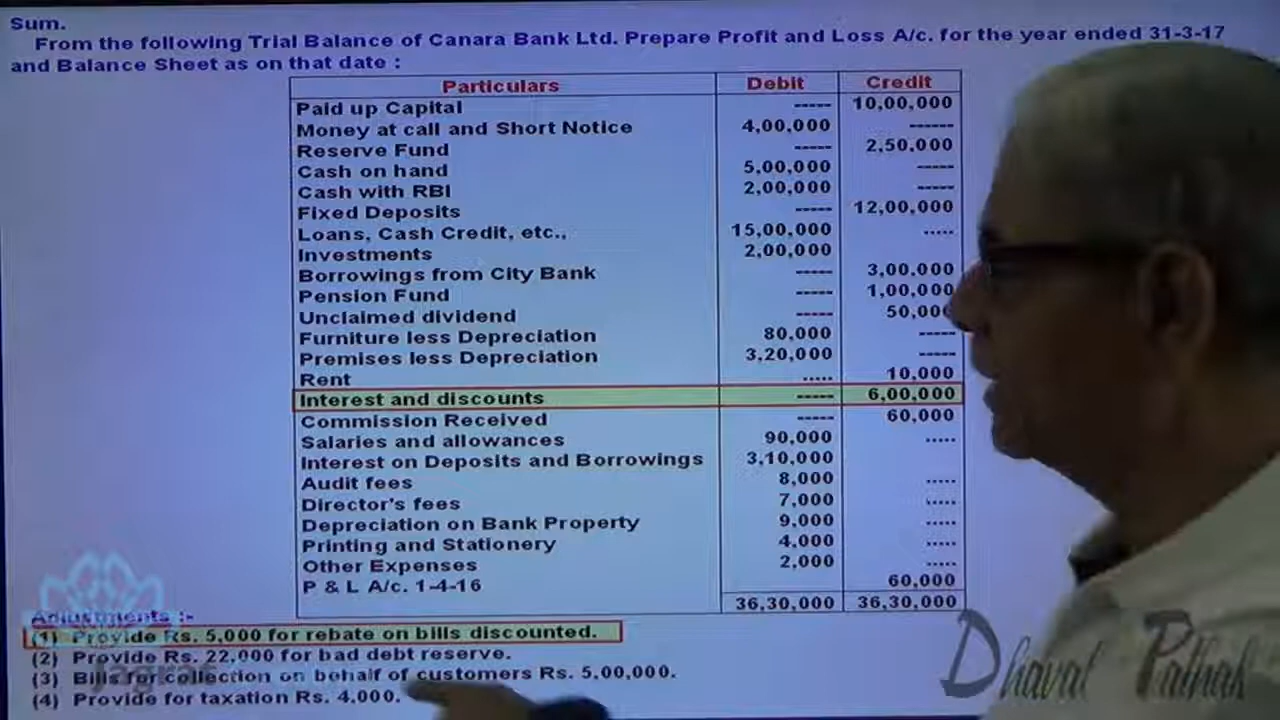 Sum.
From the following Trial Balance of Canara Bank Ltd. Prepare Profit and Loss A/c. for the year ended 31-3-17
and Balance Sheet as on that date :
Particulars Debit Credit
Paid up Capital ----- 10,00,000
Money at call and Short Notice 4,00,000 ------
Reserve Fund ----- 2,50,000
Cash on hand 5,00,000 -----
Cash with RBI 2,00,000 -----
Fixed Deposits ----- 12,00,000
Loans, Cash Credit, etc., 15,00,000 .....
Investments 2,00,000
Borrowings from City Bank ----- 3,00,000
Pension Fund ----- 1,00,000
Unclaimed dividend ----- 50,000
Furniture less Depreciation 80,000 -----
Premises less Depreciation 3,20,000 -----
Rent ..... 10,000
Interest and discounts ----- 6,00,000
Commission Received ----- 60,000
Salaries and allowances 90,000 .....
Interest on Deposits and Borrowings 3,10,000
Audit fees 8,000 .....
Director's fees 7,000 .....
Depreciation on Bank Property 9,000 .....
Printing and Stationery 4,000 .....
Other Expenses 2,000 .....
P & L A/c. 1-4-16 60,000
36,30,000 36,30,000
Adjustments :-
(1) Provide Rs. 5,000 for rebate on bills discounted.
(2) Provide Rs. 22,000 for bad debt reserve.
(3) Bills for collection on behalf of customers Rs. 5,00,000.
(4) Provide for taxation Rs. 4,000.
Jagrat
Dhaval Pathak